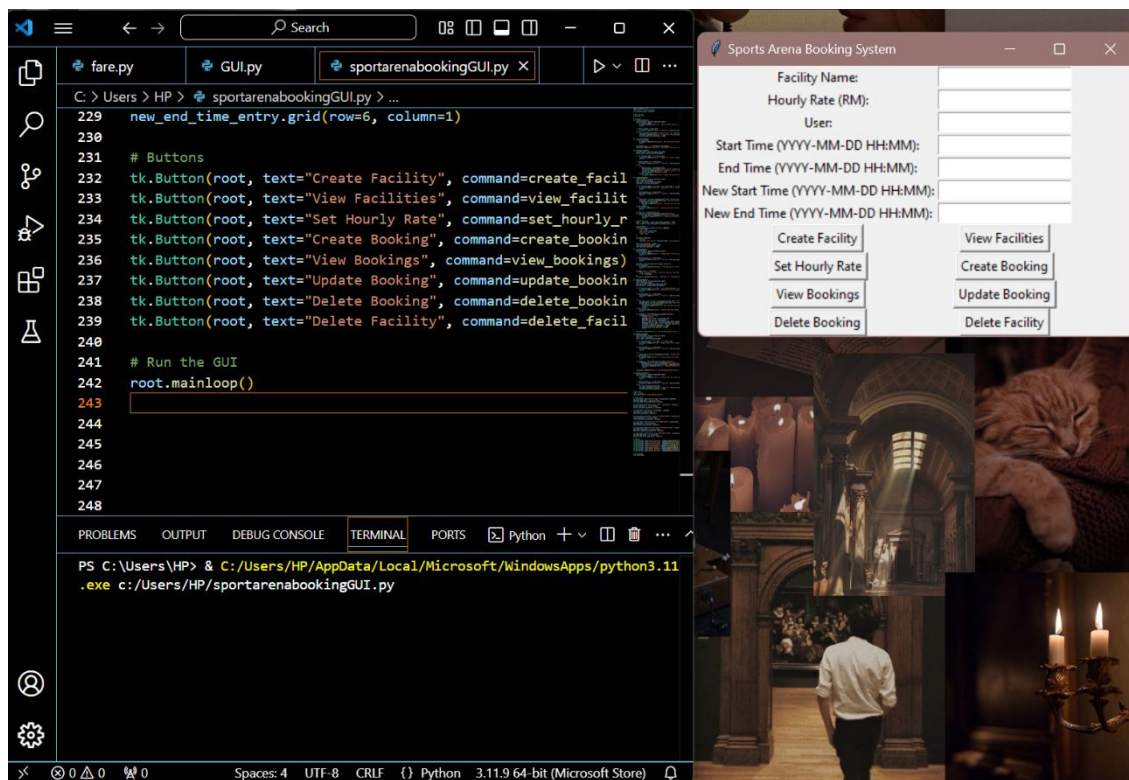 Search
fare.py GUI.py sportarenabookingGUI.py
C: > Users > HP > sportarenabookingGUI.py > ...
229 new_end_time_entry.grid(row=6, column=1)
230
231 # Buttons
232 tk.Button(root, text="Create Facility", command=create_facil
233 tk.Button(root, text="View Facilities", command=view_facilit
234 tk.Button(root, text="Set Hourly Rate", command=set_hourly_r
235 tk.Button(root, text="Create Booking", command=create_bookin
236 tk.Button(root, text="View Bookings", command=view_bookings)
237 tk.Button(root, text="Update Booking", command=update_bookin
238 tk.Button(root, text="Delete Booking", command=delete_bookin
239 tk.Button(root, text="Delete Facility", command=delete_facil
240
241 # Run the GUI
242 root.mainloop()
243
244
245
246
247
248
PROBLEMS OUTPUT DEBUG CONSOLE TERMINAL PORTS Python
PS C:\Users\HP> & C:/Users/HP/AppData/Local/Microsoft/WindowsApps/python3.11
.exe c:/Users/HP/sportarenabookingGUI.py
0 0 0 Spaces: 4 UTF-8 CRLF {} Python 3.11.9 64-bit (Microsoft Store)
Sports Arena Booking System
Facility Name:
Hourly Rate (RM):
User:
Start Time (YYYY-MM-DD HH:MM):
End Time (YYYY-MM-DD HH:MM):
New Start Time (YYYY-MM-DD HH:MM):
New End Time (YYYY-MM-DD HH:MM):
Create Facility View Facilities
Set Hourly Rate Create Booking
View Bookings Update Booking
Delete Booking Delete Facility